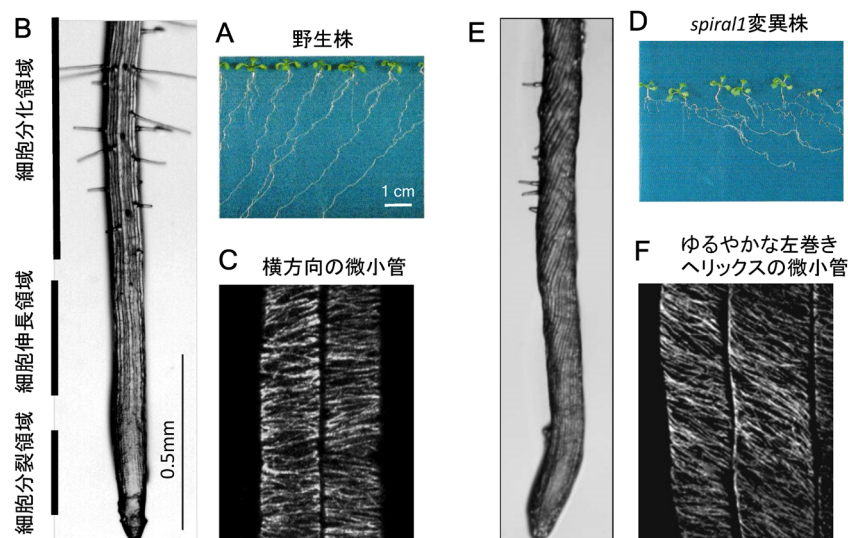 B
細胞分化領域
細胞伸長領域
細胞分裂領域
0.5mm
A
野生株
1 cm
C
横方向の微小管
E
D
spiral1変異株
F
ゆるやかな左巻き
ヘリックスの微小管